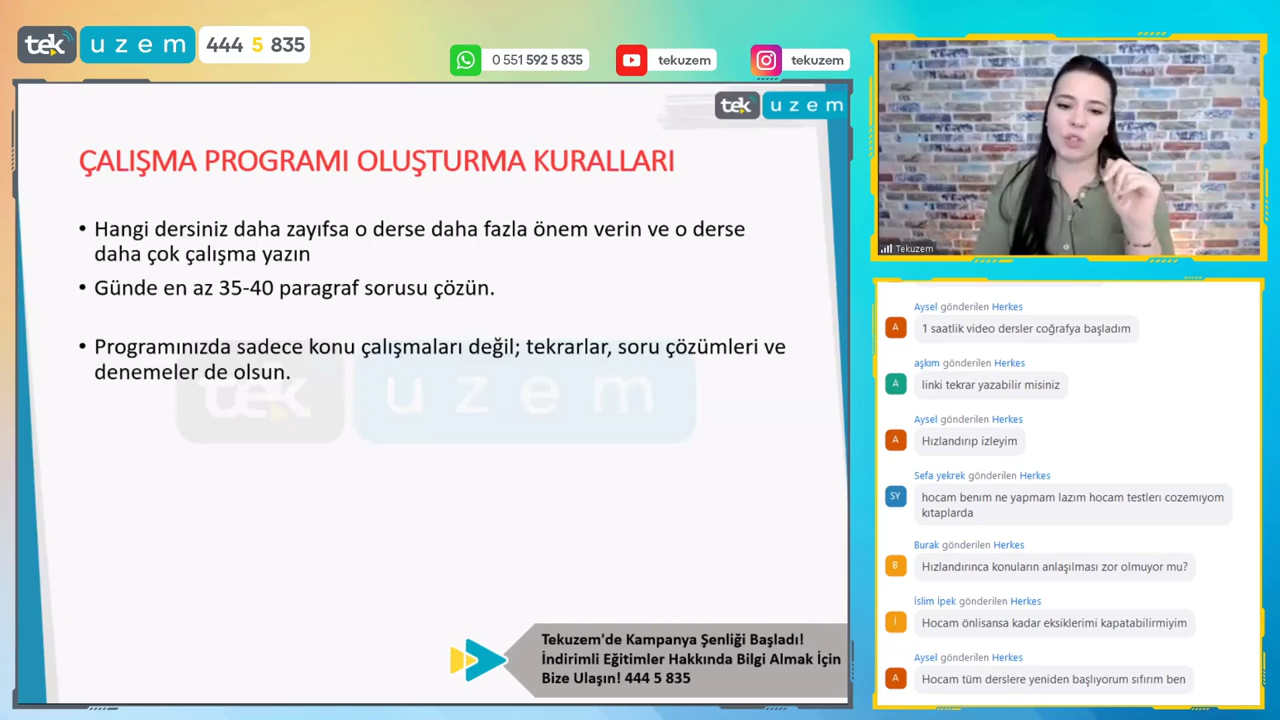 tek uzem 444 5 835
0 551 592 5 835
tekuzem
tekuzem
tek uzem
ÇALIŞMA PROGRAMI OLUŞTURMA KURALLARI
• Hangi dersiniz daha zayıfsa o derse daha fazla önem verin ve o derse
daha çok çalışma yazın
• Günde en az 35-40 paragraf sorusu çözün.
• Programınızda sadece konu çalışmaları değil; tekrarlar, soru çözümleri ve
denemeler de olsun.
tek uzem
Tekuzem'de Kampanya Şenliği Başladı!
İndirimli Eğitimler Hakkında Bilgi Almak İçin
Bize Ulaşın! 444 5 835
Tekuzem
Aysel gönderilen Herkes
A
1 saatlik video dersler coğrafya başladım
aşkım gönderilen Herkes
A
linki tekrar yazabilir misiniz
Aysel gönderilen Herkes
A
Hızlandırıp izleyim
Sefa yekrek gönderilen Herkes
SY
hocam benım ne yapmam lazım hocam testlerı cozemıyom
kıtaplarda
Burak gönderilen Herkes
B
Hızlandırınca konuların anlaşılması zor olmuyor mu?
İslim İpek gönderilen Herkes
I
Hocam önlisansa kadar eksiklerimi kapatabilirmiyim
Aysel gönderilen Herkes
A
Hocam tüm derslere yeniden başlıyorum sıfırım ben